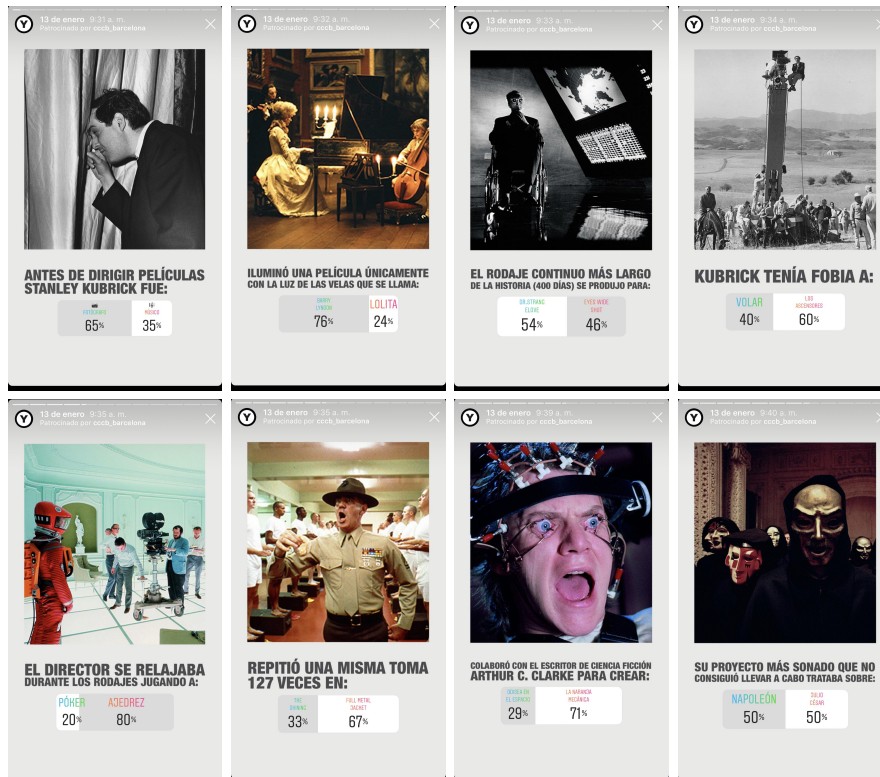 Y
13 de enero 9:31 a. m.
Patrocinado por cccb_barcelona
ANTES DE DIRIGIR PELÍCULAS
STANLEY KUBRICK FUE:
FOTÓGRAFO
MÚSICO
65%
35%
Y
13 de enero 9:32 a. m.
Patrocinado por cccb_barcelona
ILUMINÓ UNA PELÍCULA ÚNICAMENTE
CON LA LUZ DE LAS VELAS QUE SE LLAMA:
BARRY
LYNDON
LOLITA
76%
24%
Y
13 de enero 9:33 a. m.
Patrocinado por cccb_barcelona
EL RODAJE CONTINUO MÁS LARGO
DE LA HISTORIA (400 DÍAS) SE PRODUJO PARA:
DR.STRANG
ELOVE
EYES WIDE
SHUT
54%
46%
Y
13 de enero 9:34 a. m.
Patrocinado por cccb_barcelona
KUBRICK TENÍA FOBIA A:
VOLAR
LOS
ASCENSORES
40%
60%
Y
13 de enero 9:35 a. m.
Patrocinado por cccb_barcelona
EL DIRECTOR SE RELAJABA
DURANTE LOS RODAJES JUGANDO A:
PÓKER
AJEDREZ
20%
80%
Y
13 de enero 9:35 a. m.
Patrocinado por cccb_barcelona
REPITIÓ UNA MISMA TOMA
127 VECES EN:
THE
SHINING
FULL METAL
JACKET
33%
67%
Y
13 de enero 9:39 a. m.
Patrocinado por cccb_barcelona
COLABORÓ CON EL ESCRITOR DE CIENCIA FICCIÓN
ARTHUR C. CLARKE PARA CREAR:
ODISEA EN
EL ESPACIO
LA NARANJA
MECÁNICA
29%
71%
Y
13 de enero 9:40 a. m.
Patrocinado por cccb_barcelona
SU PROYECTO MÁS SONADO QUE NO
CONSIGUIÓ LLEVAR A CABO TRATABA SOBRE:
NAPOLEÓN
JULIO
CÉSAR
50%
50%